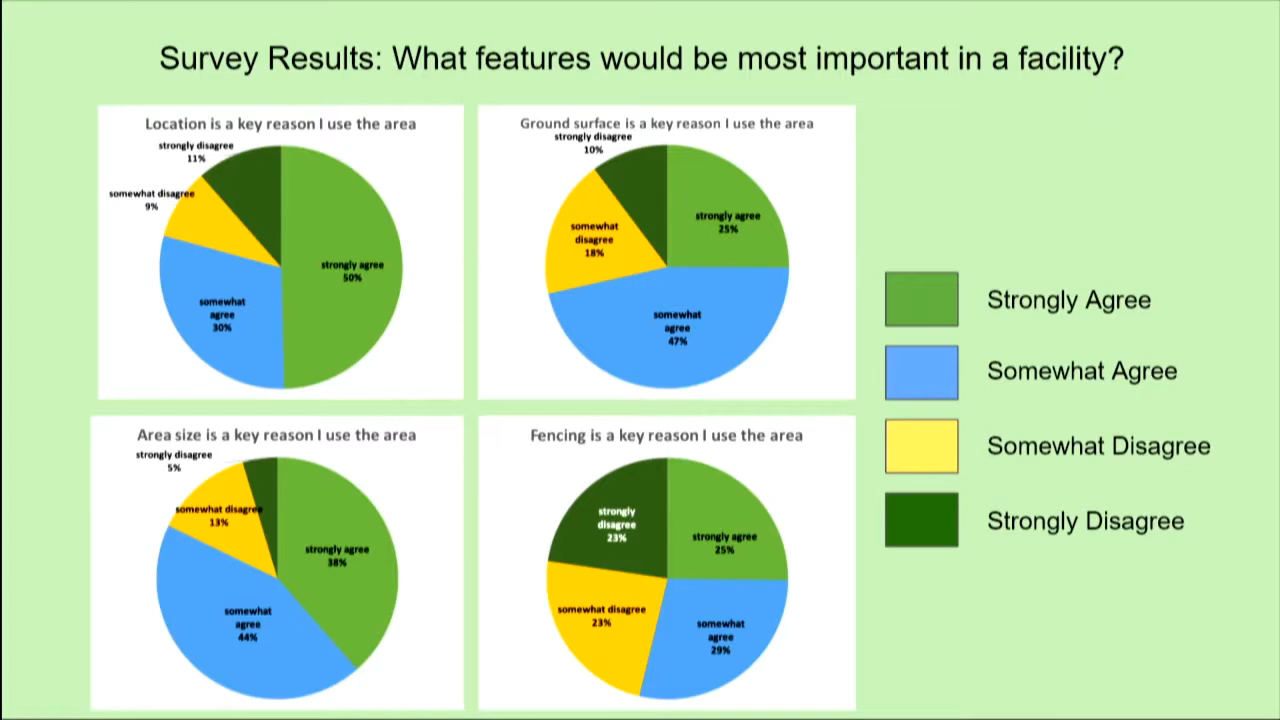 Survey Results: What features would be most important in a facility?
Location is a key reason I use the area
strongly disagree
11%
somewhat disagree
9%
strongly agree
50%
somewhat
agree
30%
Ground surface is a key reason I use the area
strongly disagree
10%
strongly agree
25%
somewhat
disagree
18%
somewhat
agree
47%
Area size is a key reason I use the area
strongly disagree
5%
somewhat disagree
13%
strongly agree
38%
somewhat
agree
44%
Fencing is a key reason I use the area
strongly
disagree
23%
strongly agree
25%
somewhat disagree
23%
somewhat
agree
29%
Strongly Agree
Somewhat Agree
Somewhat Disagree
Strongly Disagree